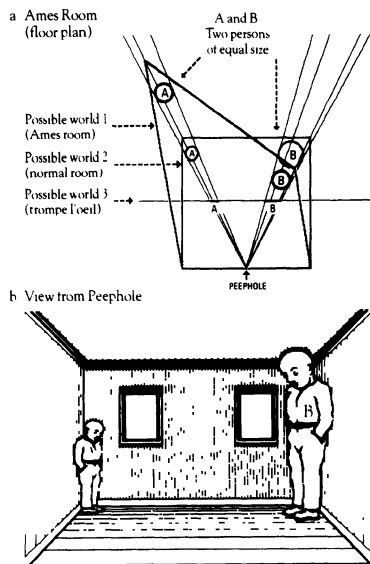 a Ames Room
(floor plan)
A and B
Two persons
of equal size
Possible world 1
(Ames room)
Possible world 2
(normal room)
Possible world 3
(trompe l'oeil)
A
A
B
B
A
B
PEEPHOLE
b View from Peephole
B